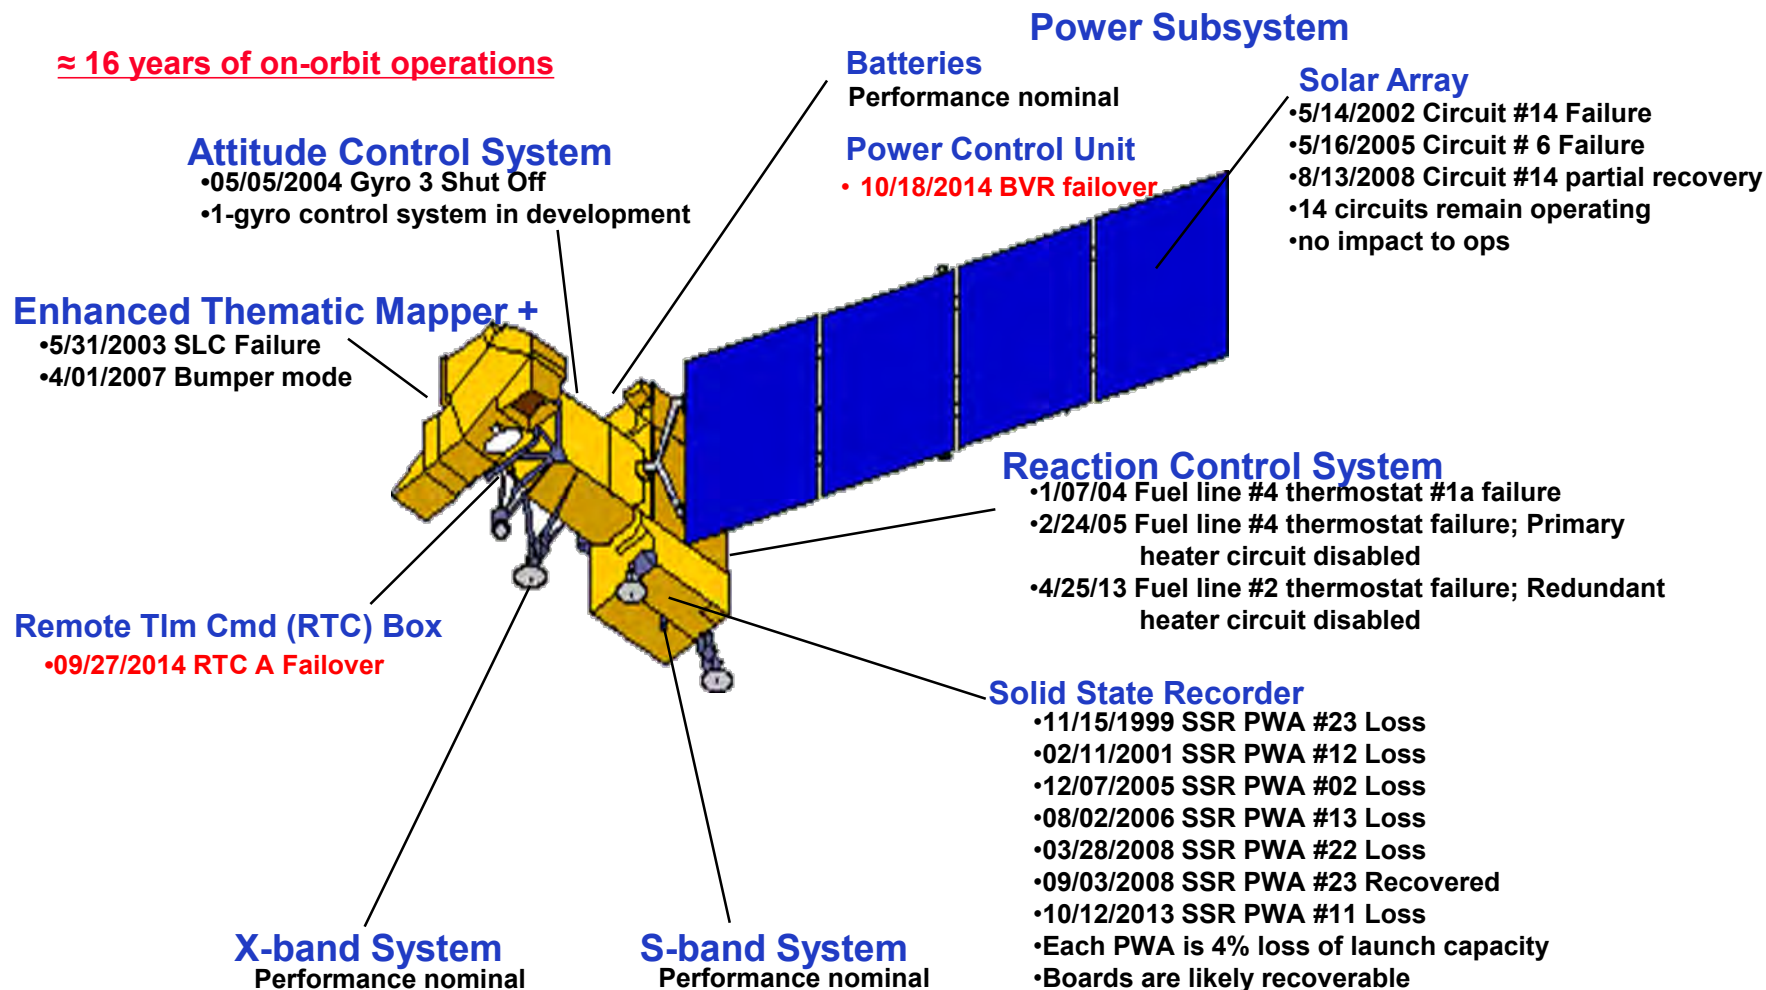 ≈ 16 years of on-orbit operations
Power Subsystem
Batteries
Performance nominal
Power Control Unit
• 10/18/2014 BVR failover
Solar Array
•5/14/2002 Circuit #14 Failure
•5/16/2005 Circuit # 6 Failure
•8/13/2008 Circuit #14 partial recovery
•14 circuits remain operating
•no impact to ops
Attitude Control System
•05/05/2004 Gyro 3 Shut Off
•1-gyro control system in development
Enhanced Thematic Mapper +
•5/31/2003 SLC Failure
•4/01/2007 Bumper mode
Reaction Control System
•1/07/04 Fuel line #4 thermostat #1a failure
•2/24/05 Fuel line #4 thermostat failure; Primary
heater circuit disabled
•4/25/13 Fuel line #2 thermostat failure; Redundant
heater circuit disabled
Remote Tlm Cmd (RTC) Box
•09/27/2014 RTC A Failover
Solid State Recorder
•11/15/1999 SSR PWA #23 Loss
•02/11/2001 SSR PWA #12 Loss
•12/07/2005 SSR PWA #02 Loss
•08/02/2006 SSR PWA #13 Loss
•03/28/2008 SSR PWA #22 Loss
•09/03/2008 SSR PWA #23 Recovered
•10/12/2013 SSR PWA #11 Loss
•Each PWA is 4% loss of launch capacity
•Boards are likely recoverable
X-band System
Performance nominal
S-band System
Performance nominal